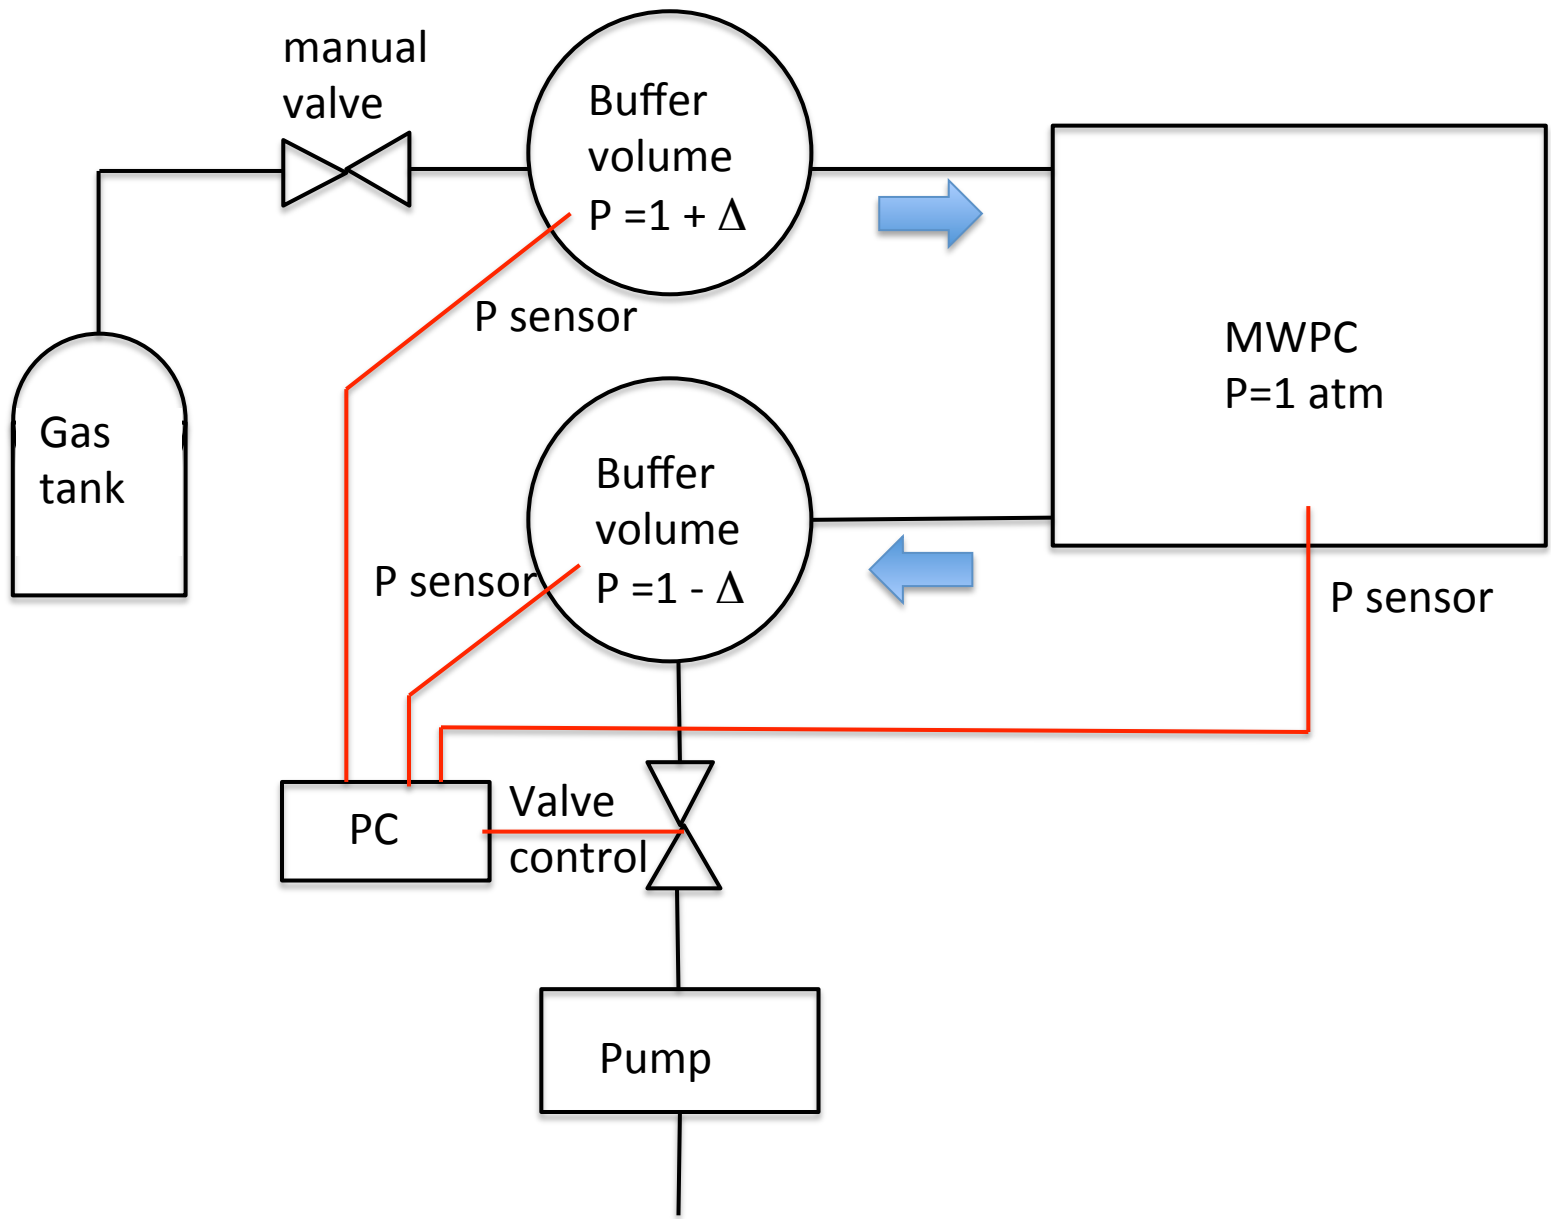 manual
valve
Buffer
volume
P =1 + Δ
P sensor
MWPC
P=1 atm
Gas
tank
Buffer
volume
P =1 - Δ
P sensor
P sensor
PC
Valve
control
Pump